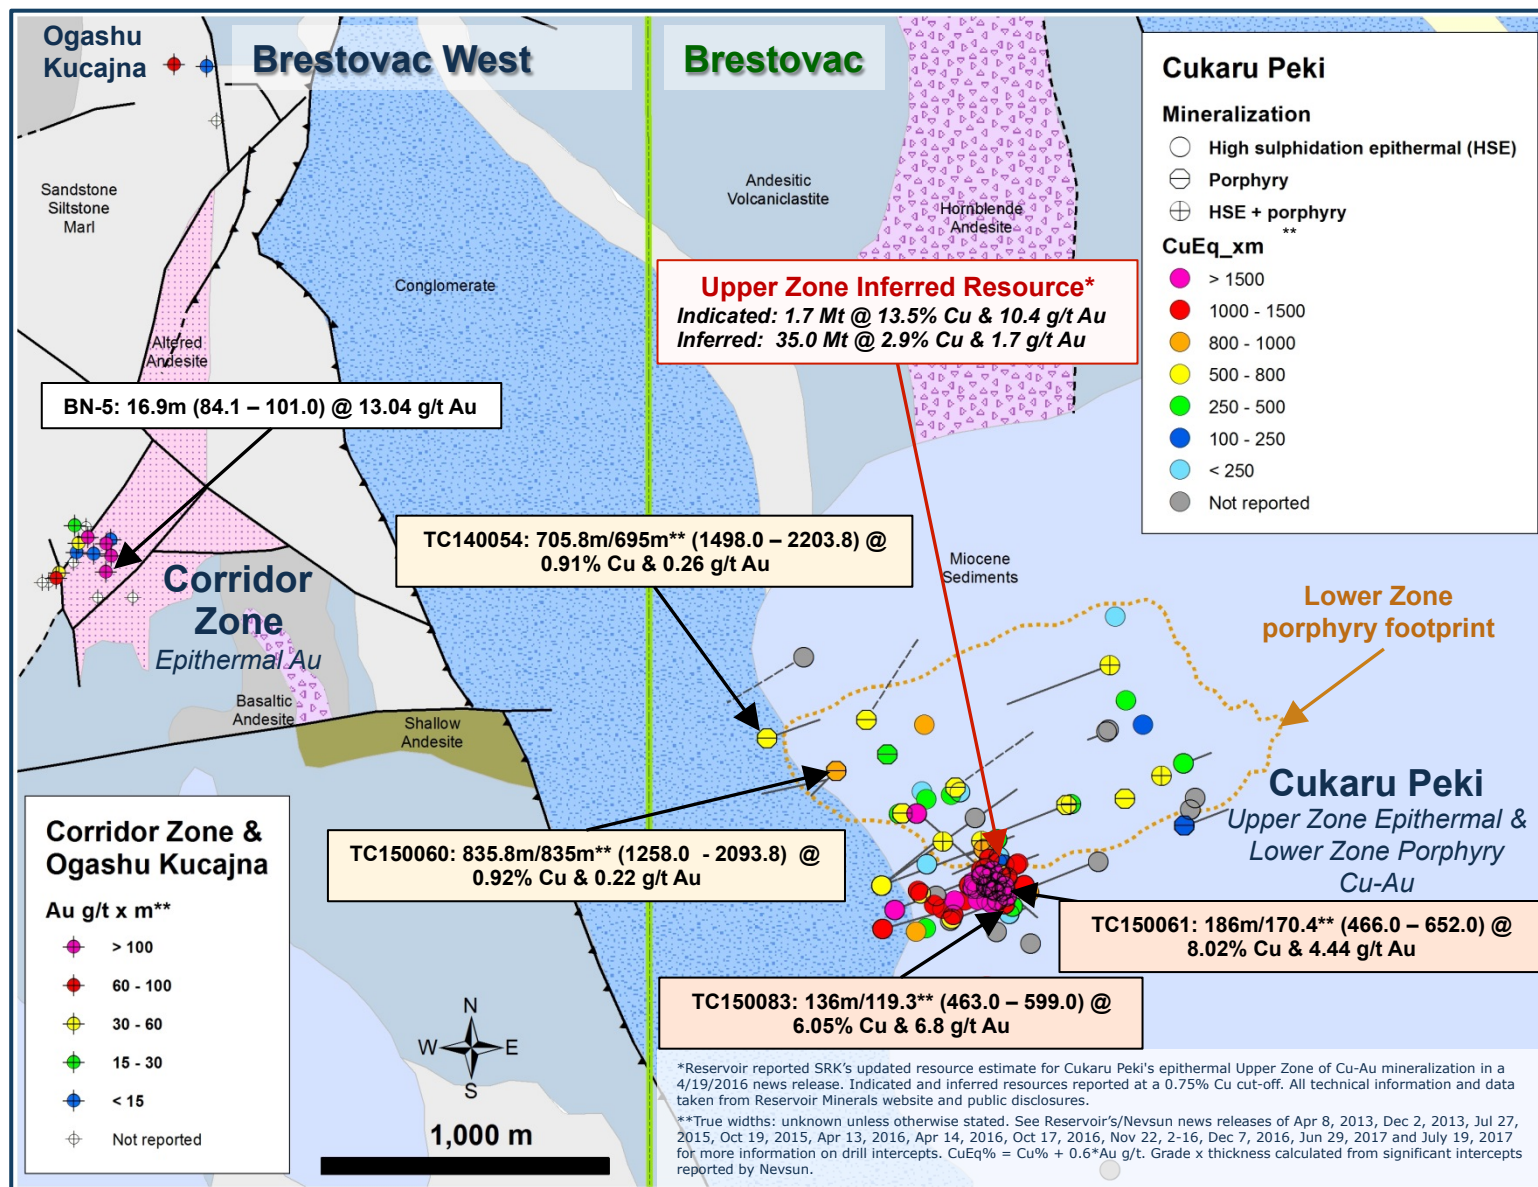 Ogashu
Kucajna
Brestovac West
Brestovac
Sandstone
Siltstone
Marl
Andesitic
Volcaniclastite
Hornblende
Andesite
Conglomerate
Altered
Andesite
Cukaru Peki
Mineralization
High sulphidation epithermal (HSE)
Porphyry
HSE + porphyry
**
CuEq_xm
> 1500
1000 - 1500
800 - 1000
500 - 800
250 - 500
100 - 250
< 250
Not reported
Upper Zone Inferred Resource*
Indicated: 1.7 Mt @ 13.5% Cu & 10.4 g/t Au
Inferred: 35.0 Mt @ 2.9% Cu & 1.7 g/t Au
BN-5: 16.9m (84.1 – 101.0) @ 13.04 g/t Au
TC140054: 705.8m/695m** (1498.0 – 2203.8) @
0.91% Cu & 0.26 g/t Au
Miocene
Sediments
Corridor
Zone
Epithermal Au
Lower Zone
porphyry footprint
Basaltic
Andesite
Shallow
Andesite
Cukaru Peki
Upper Zone Epithermal &
Lower Zone Porphyry
Cu-Au
TC150060: 835.8m/835m** (1258.0 - 2093.8) @
0.92% Cu & 0.22 g/t Au
TC150061: 186m/170.4** (466.0 – 652.0) @
8.02% Cu & 4.44 g/t Au
TC150083: 136m/119.3** (463.0 – 599.0) @
6.05% Cu & 6.8 g/t Au
Corridor Zone &
Ogashu Kucajna
Au g/t x m**
> 100
60 - 100
30 - 60
15 - 30
< 15
Not reported
N
W
E
S
1,000 m
*Reservoir reported SRK's updated resource estimate for Cukaru Peki's epithermal Upper Zone of Cu-Au mineralization in a
4/19/2016 news release. Indicated and inferred resources reported at a 0.75% Cu cut-off. All technical information and data
taken from Reservoir Minerals website and public disclosures.
**True widths: unknown unless otherwise stated. See Reservoir's/Nevsun news releases of Apr 8, 2013, Dec 2, 2013, Jul 27,
2015, Oct 19, 2015, Apr 13, 2016, Apr 14, 2016, Oct 17, 2016, Nov 22, 2-16, Dec 7, 2016, Jun 29, 2017 and July 19, 2017
for more information on drill intercepts. CuEq% = Cu% + 0.6*Au g/t. Grade x thickness calculated from significant intercepts
reported by Nevsun.